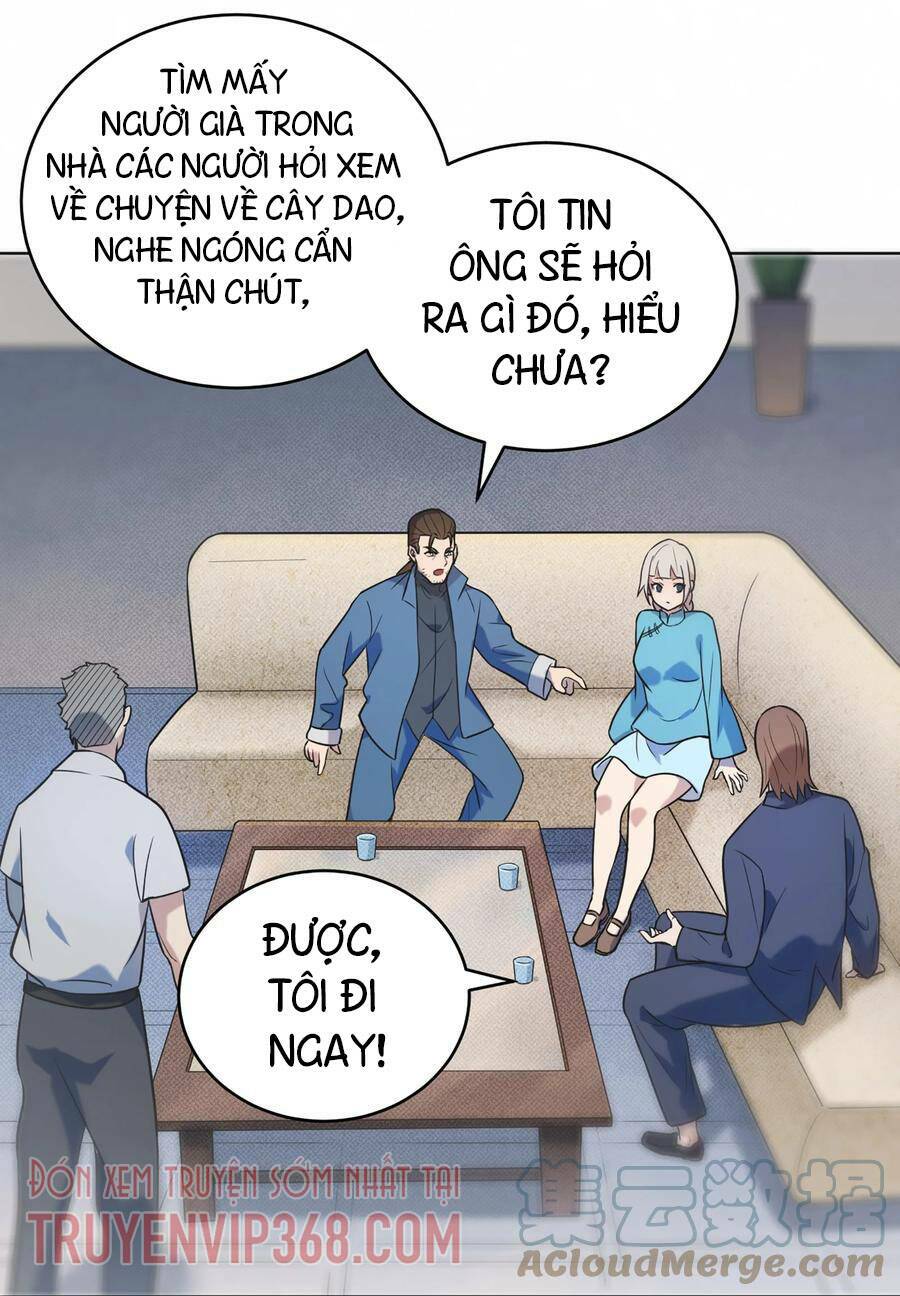 TÌM MẤY
NGƯỜI GIÀ TRONG
NHÀ CÁC NGƯỜI HỎI XEM
VỀ CHUYỆN VỀ CÂY DAO,
NGHE NGÓNG CẨN
THẬN CHÚT,
TÔI TIN
ÔNG SẼ HỎI
RA GÌ ĐÓ, HIỂU
CHƯA?
ĐƯỢC,
TÔI ĐI
NGAY!
ĐÓN XEM TRUYỆN SỚM NHẤT TẠI
TRUYENVIP368.COM
集云数据
AcloudMerge.com